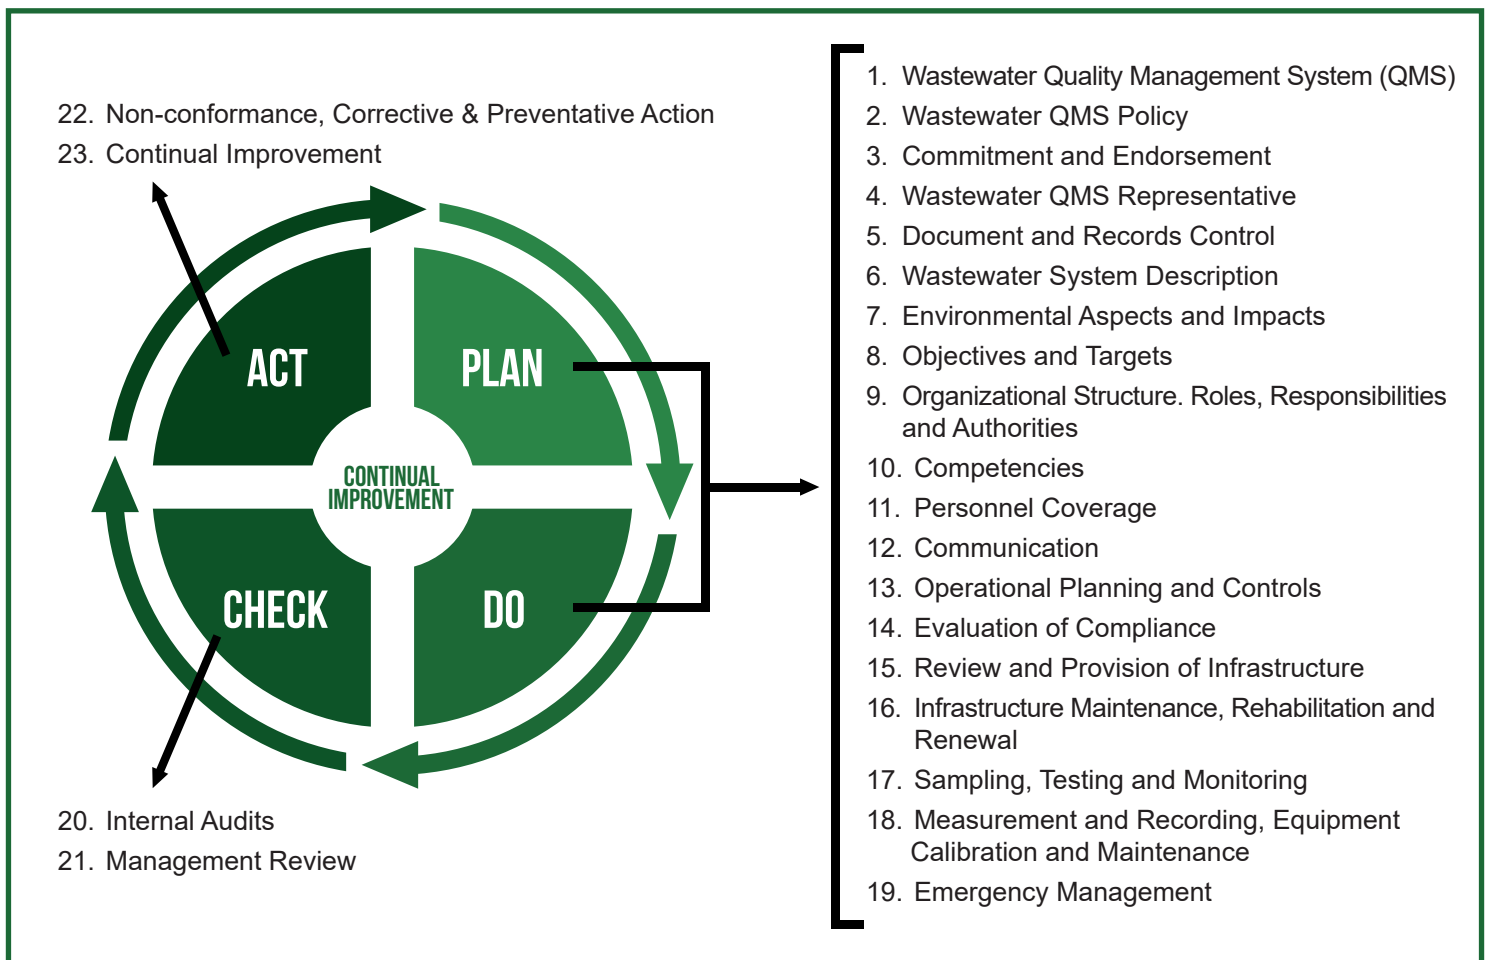 22. Non-conformance, Corrective & Preventative Action
23. Continual Improvement
ACT
PLAN
CONTINUAL
IMPROVEMENT
CHECK
DO
20. Internal Audits
21. Management Review
1. Wastewater Quality Management System (QMS)
2. Wastewater QMS Policy
3. Commitment and Endorsement
4. Wastewater QMS Representative
5. Document and Records Control
6. Wastewater System Description
7. Environmental Aspects and Impacts
8. Objectives and Targets
9. Organizational Structure. Roles, Responsibilities
and Authorities
10. Competencies
11. Personnel Coverage
12. Communication
13. Operational Planning and Controls
14. Evaluation of Compliance
15. Review and Provision of Infrastructure
16. Infrastructure Maintenance, Rehabilitation and
Renewal
17. Sampling, Testing and Monitoring
18. Measurement and Recording, Equipment
Calibration and Maintenance
19. Emergency Management